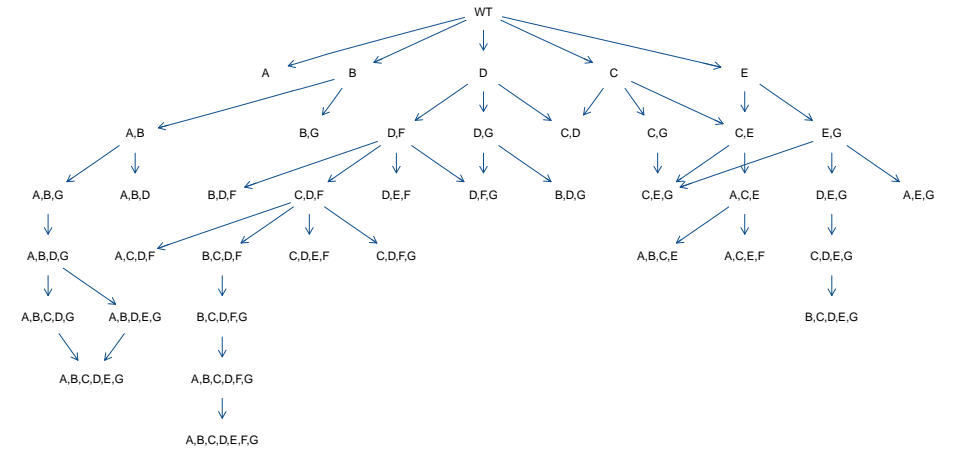 WT
A B D C E
A,B B,G D,F D,G C,D C,G C,E E,G
A,B,G A,B,D B,D,F C,D,F D,E,F D,F,G B,D,G C,E,G A,C,E D,E,G A,E,G
A,B,D,G A,C,D,F B,C,D,F C,D,E,F C,D,F,G A,B,C,E A,C,E,F C,D,E,G
A,B,C,D,G A,B,D,E,G B,C,D,F,G B,C,D,E,G
A,B,C,D,E,G A,B,C,D,F,G
A,B,C,D,E,F,G